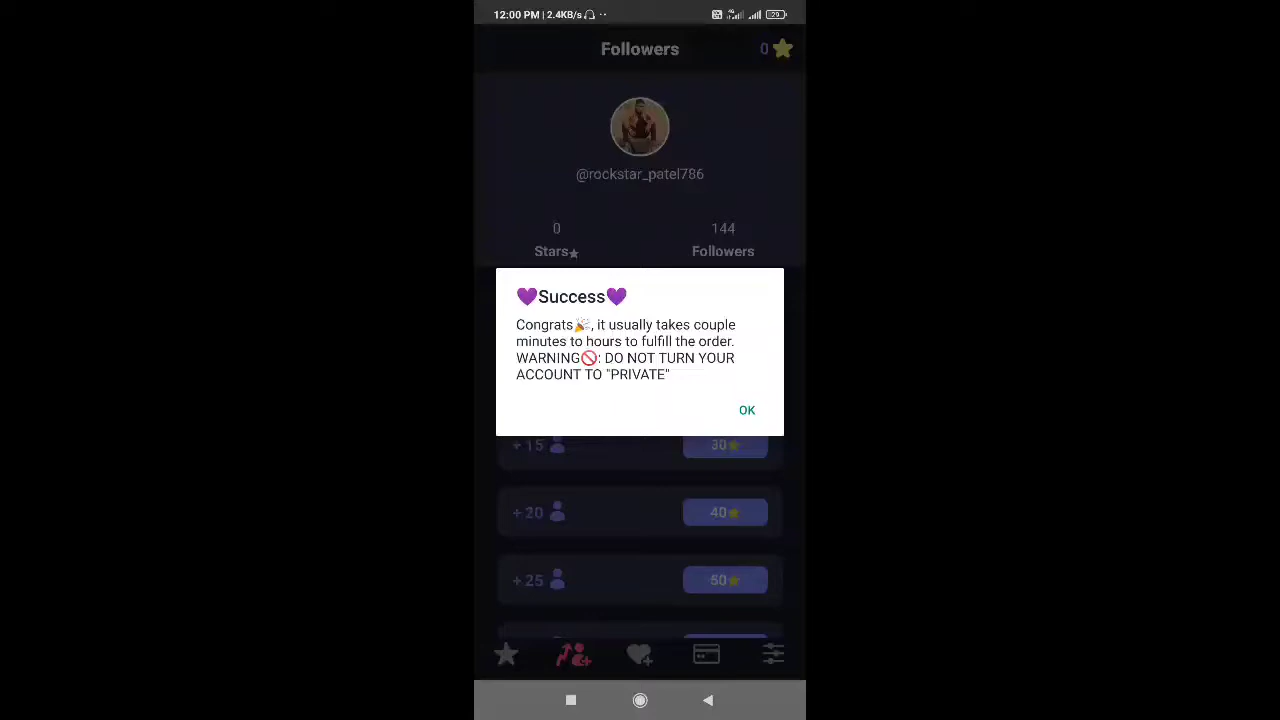 12:00 PM | 2.4KB/s
29
Followers
0
@rockstar_patel786
0 144
Stars Followers
💜Success💜
Congrats🎉, it usually takes couple
minutes to hours to fulfill the order.
WARNING🚫: DO NOT TURN YOUR
ACCOUNT TO "PRIVATE"
OK
+ 15 30
+ 20 40
+ 25 50